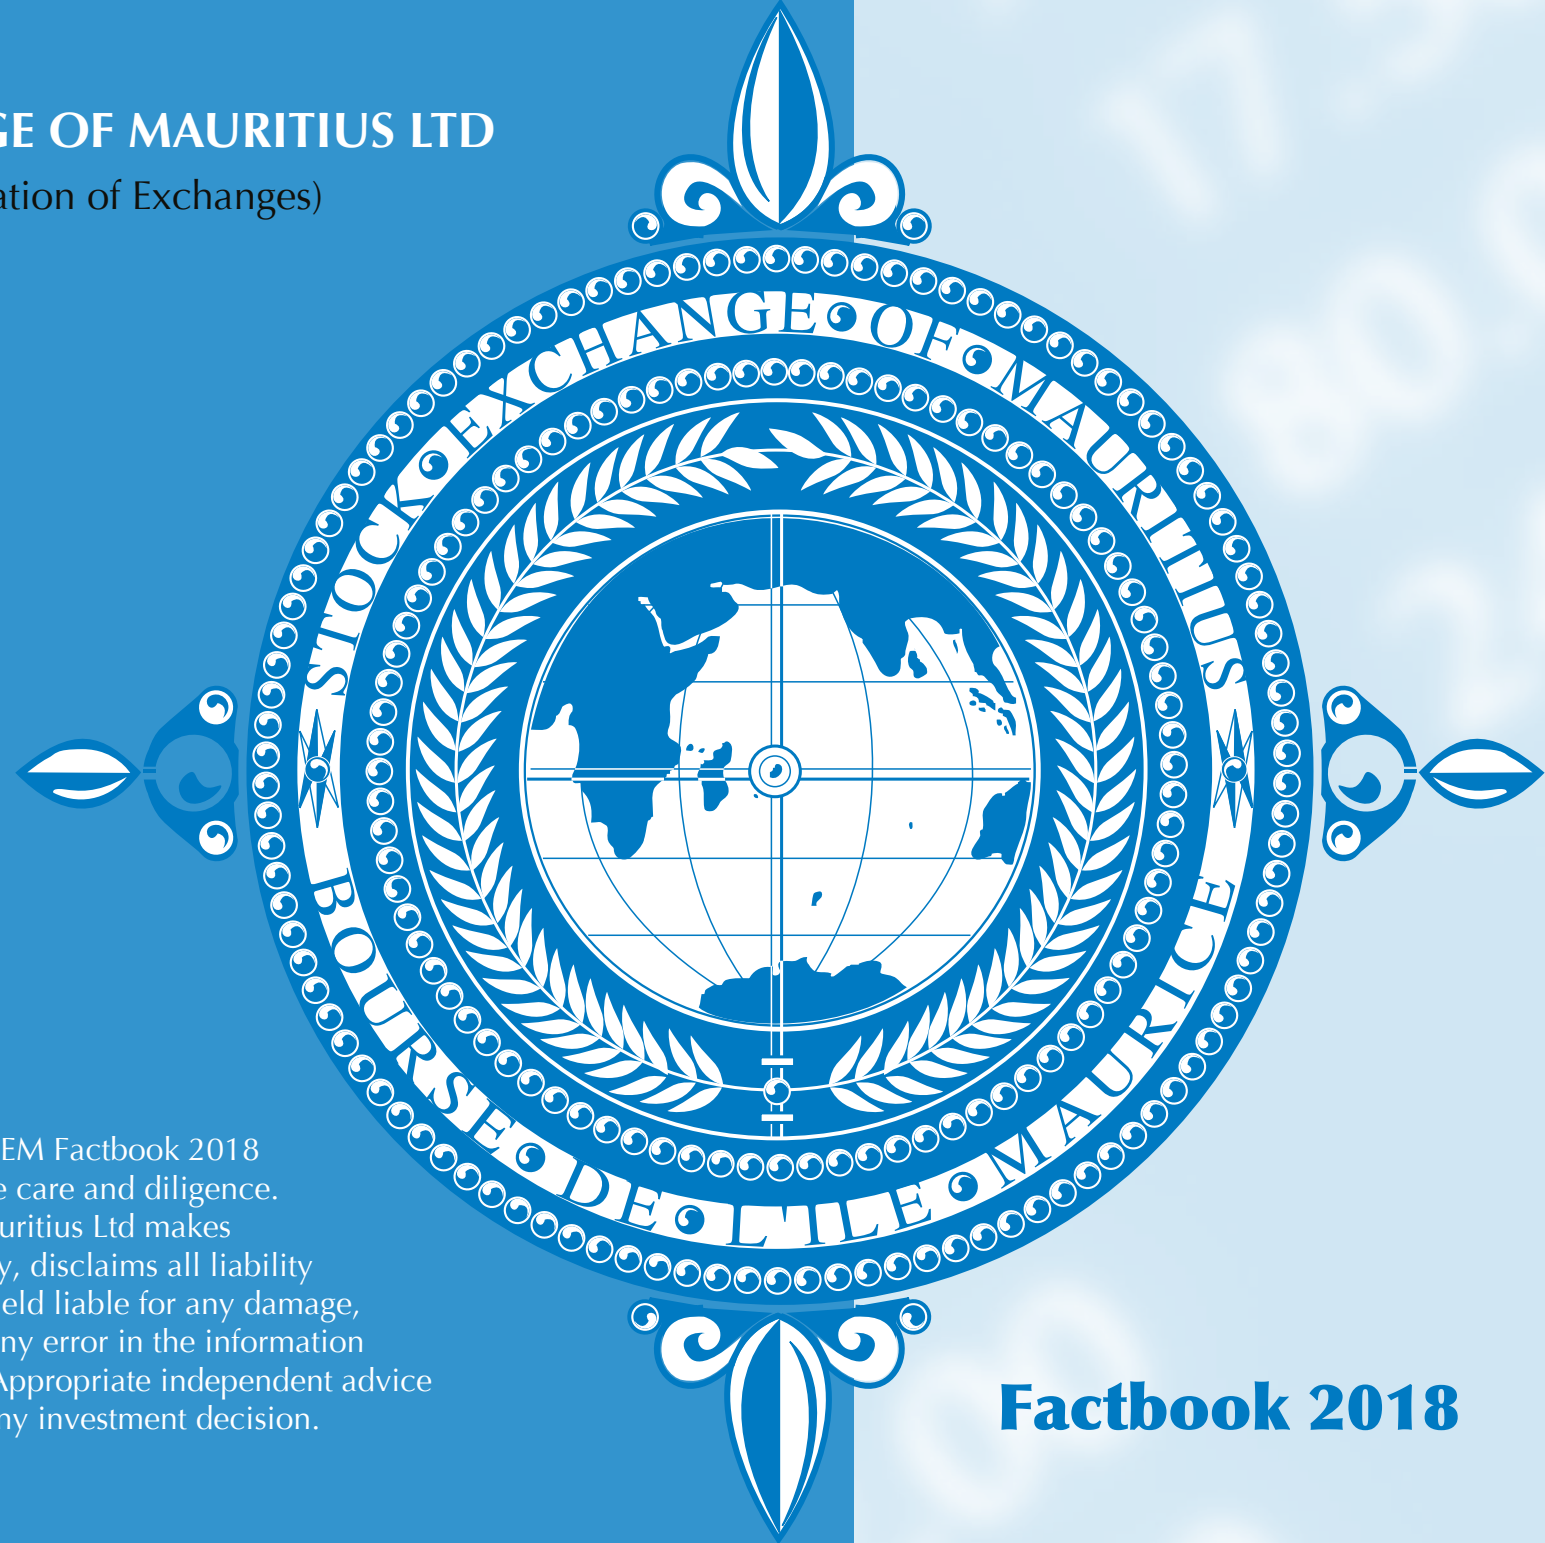 GE OF MAURITIUS LTD
ation of Exchanges)
STOCK EXCHANGE OF MAURITIUS
BOURSE DE L'ILE MAURICE
EM Factbook 2018
e care and diligence.
uritius Ltd makes
y, disclaims all liability
eld liable for any damage,
ny error in the information
Appropriate independent advice
ny investment decision.
Factbook 2018